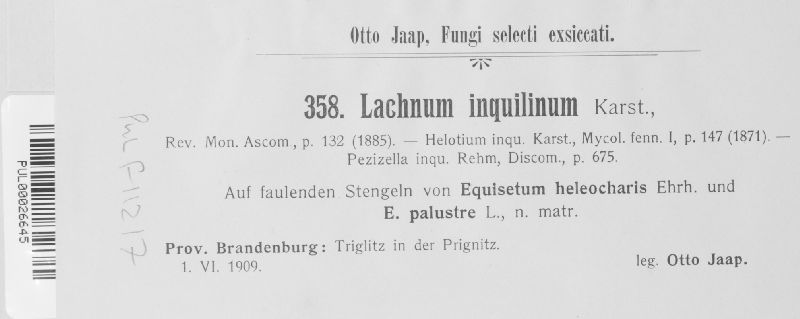 Otto Jaap, Fungi selecti exsiccati.
358. Lachnum inquilinum Karst.,
Rev. Mon. Ascom., p. 132 (1885). — Helotium inqu. Karst., Mycol. fenn. I, p. 147 (1871). —
Pezizella inqu. Rehm, Discom., p. 675.
Auf faulenden Stengeln von Equisetum heleocharis Ehrh. und
E. palustre L., n. matr.
Prov. Brandenburg: Triglitz in der Prignitz.
1. VI. 1909.
leg. Otto Jaap.
PUL F11217
PUL00026645